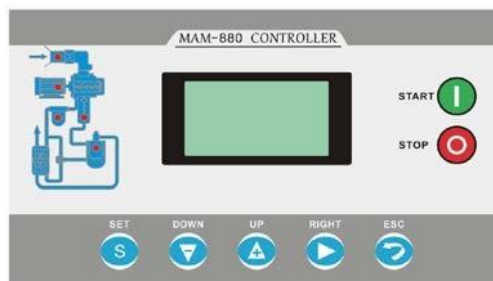 MAM-880 CONTROLLER
START
STOP
SET DOWN UP RIGHT ESC
S